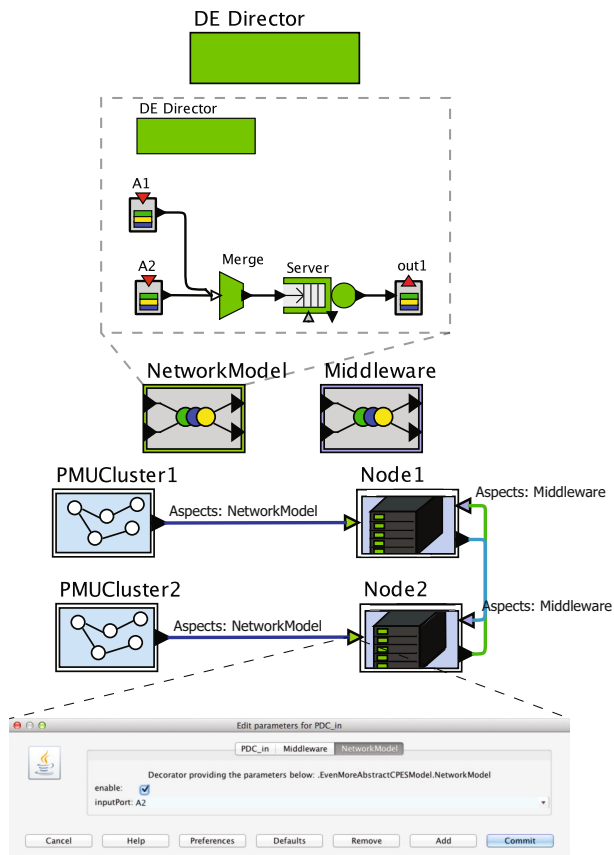 DE Director
DE Director
A1
A2
Merge
Server
out1
NetworkModel
Middleware
PMUCluster1
Node1
Aspects: NetworkModel
Aspects: Middleware
PMUCluster2
Node2
Aspects: NetworkModel
Aspects: Middleware
Edit parameters for PDC_in
PDC_in Middleware NetworkModel
Decorator providing the parameters below: .EvenMoreAbstractCPESModel.NetworkModel
enable:
inputPort: A2
Cancel Help Preferences Defaults Remove Add Commit